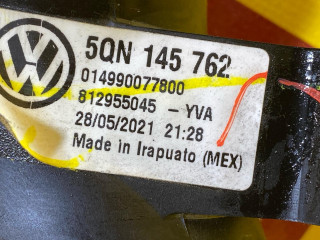 5QN 145 762
014990077800
812955045 - YVA
28/05/2021 21:28
Made in Irapuato (MEX)